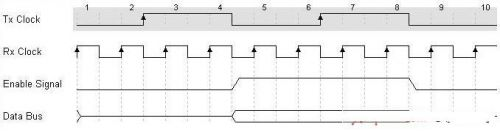 1 2 3 4 5 6 7 8 9 10
Tx Clock
Rx Clock
Enable Signal
Data Bus